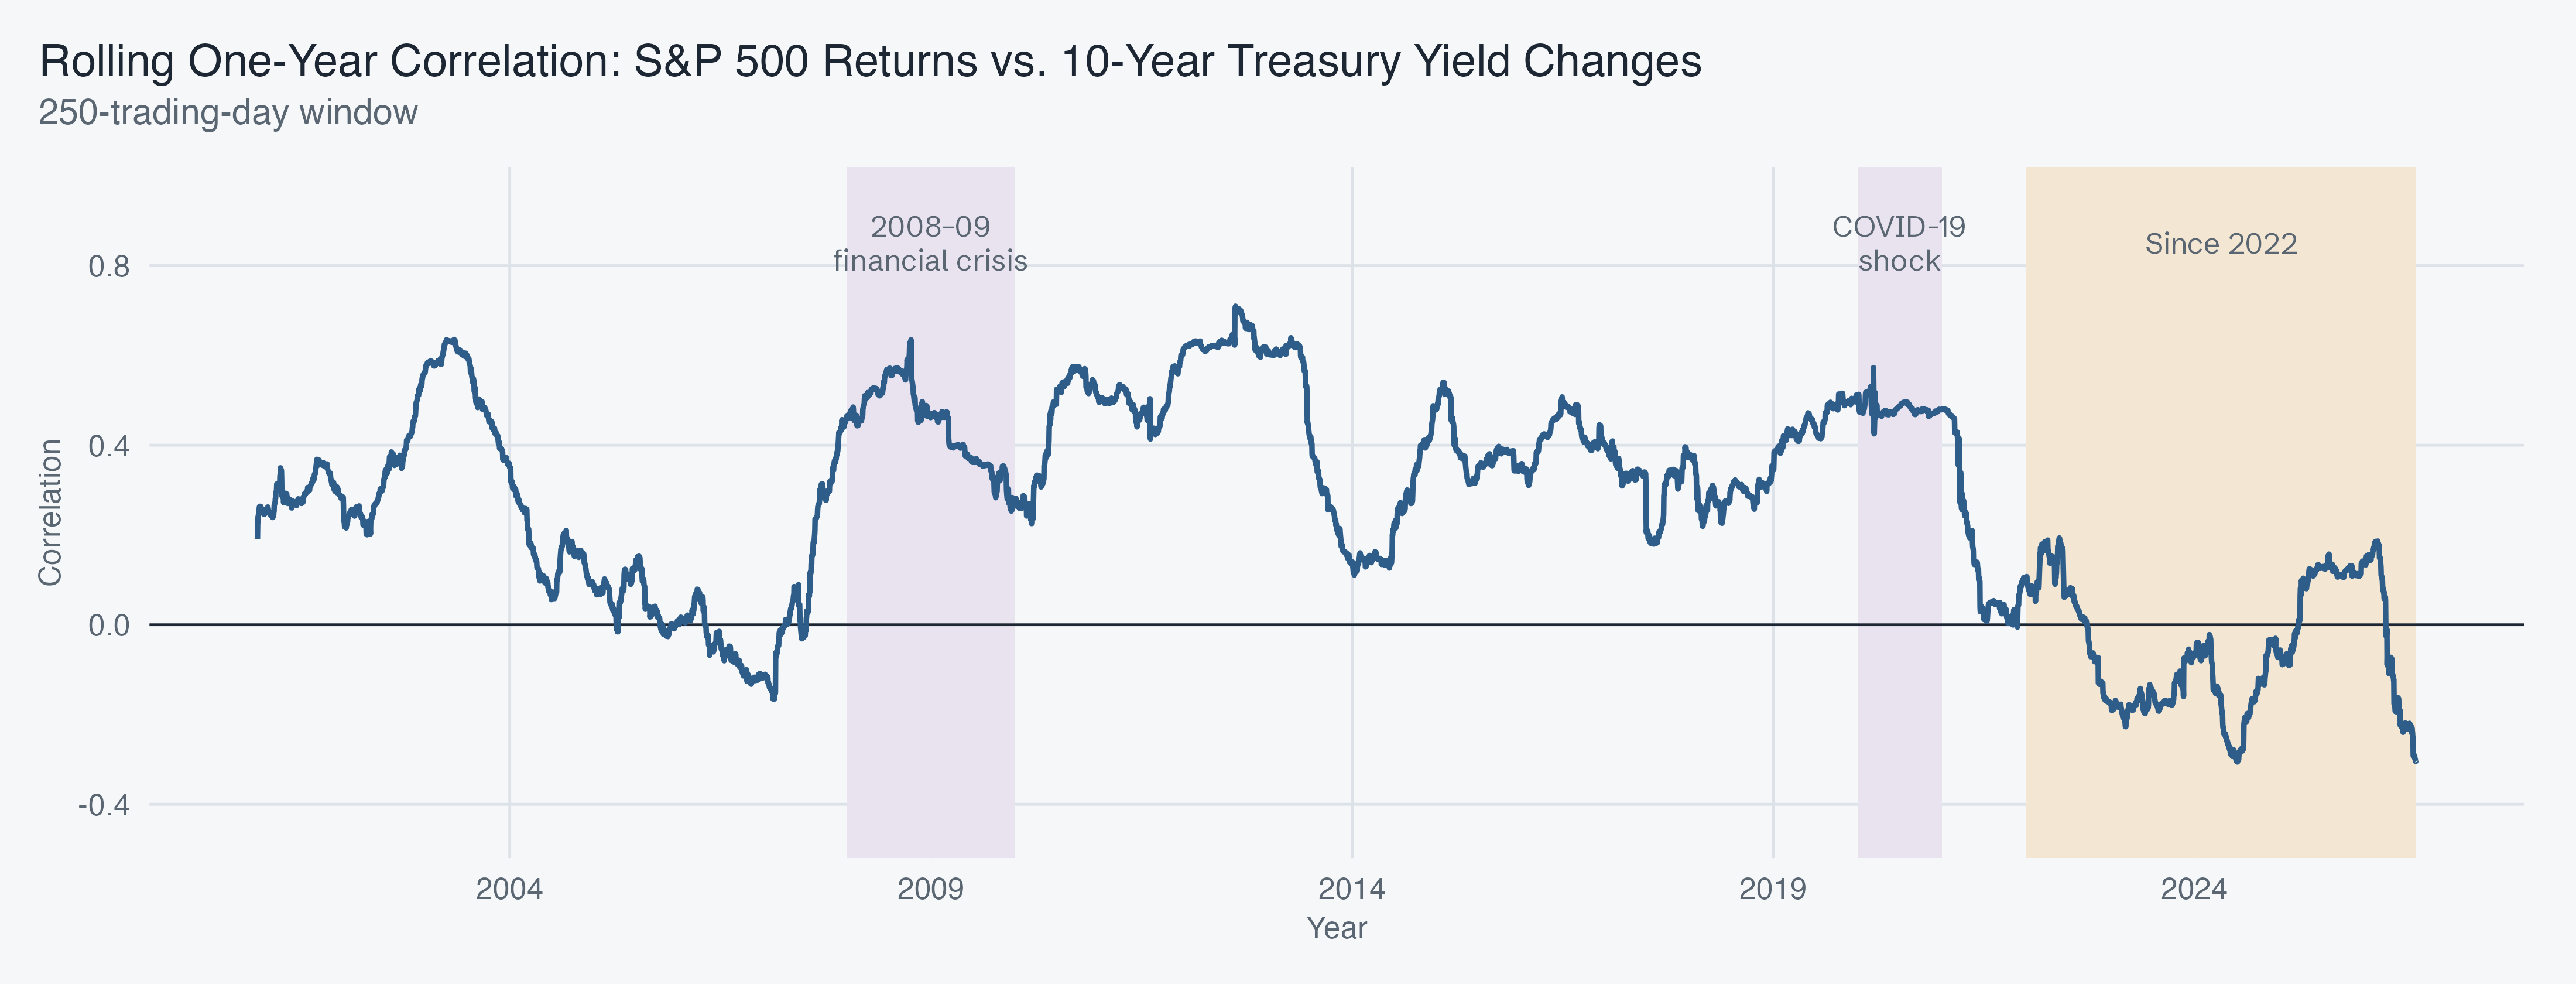 Rolling One-Year Correlation: S&P 500 Returns vs. 10-Year Treasury Yield Changes
250-trading-day window
2008–09
financial crisis
COVID-19
shock
Since 2022
Correlation
0.8
0.4
0.0
-0.4
2004
2009
2014
2019
2024
Year